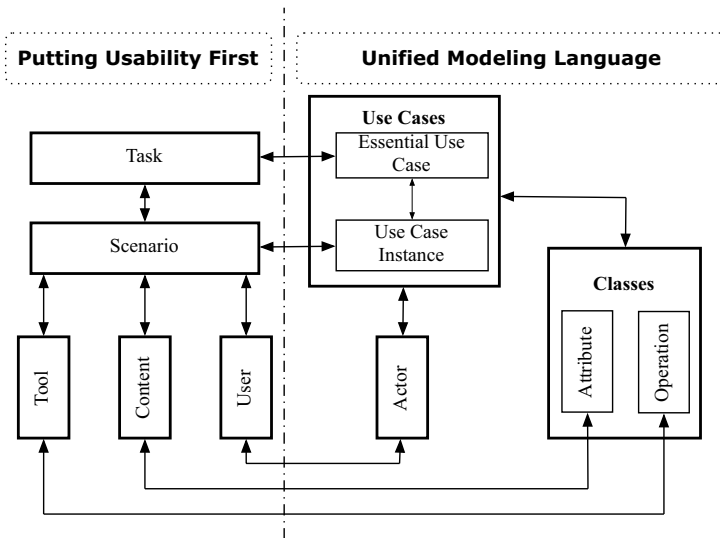 Putting Usability First
Unified Modeling Language
Use Cases
Essential Use
Case
Task
Use Case
Instance
Scenario
Classes
Tool
Content
User
Actor
Attribute
Operation